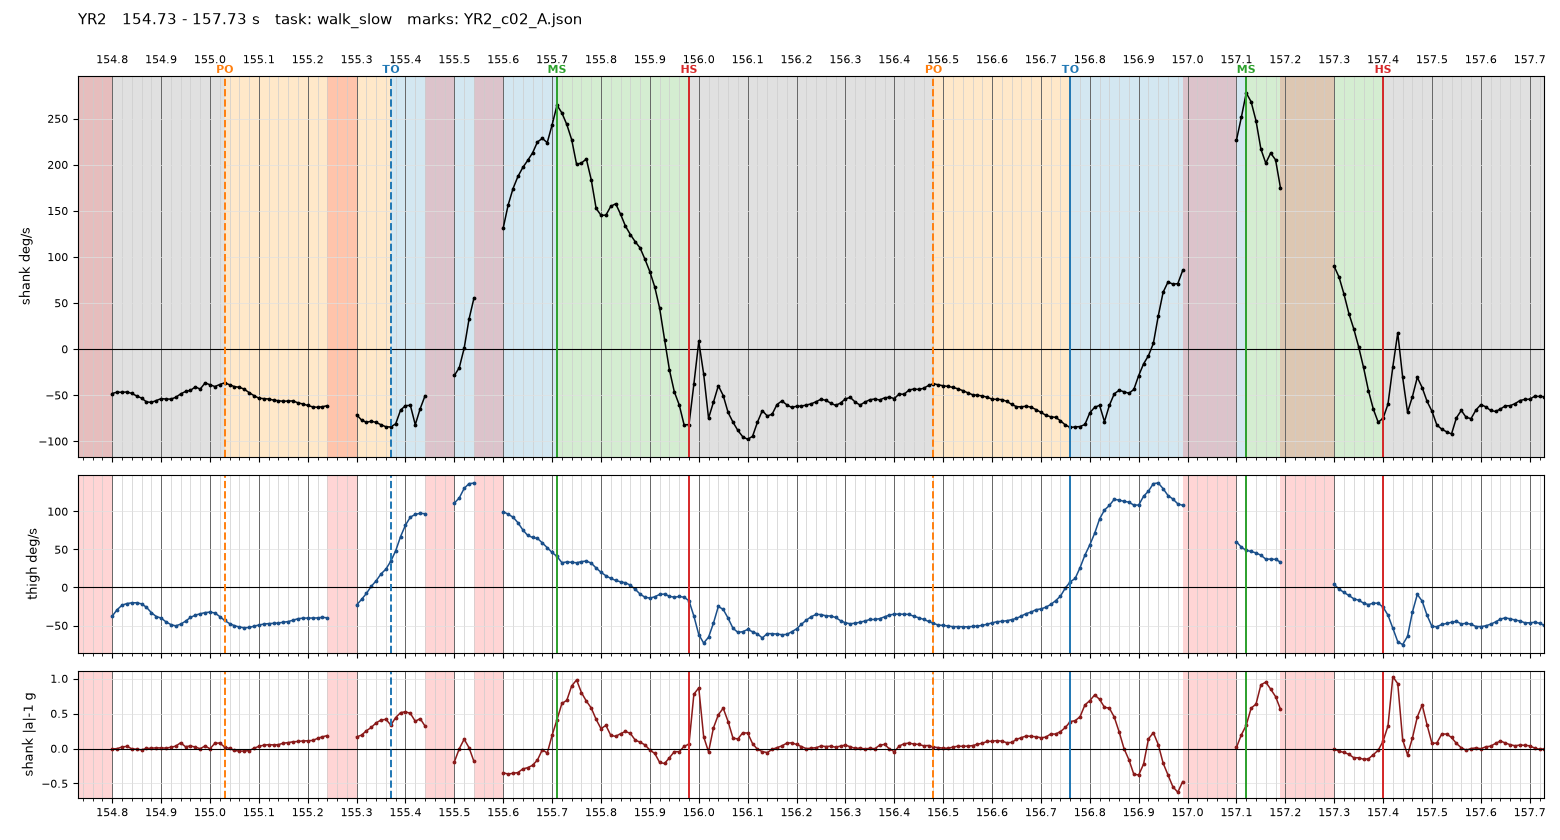 YR2   154.73 - 157.73 s   task: walk_slow   marks: YR2_c02_A.json
154.8 154.9 155.0 155.1 155.2 155.3 155.4 155.5 155.6 155.7 155.8 155.9 156.0 156.1 156.2 156.3 156.4 156.5 156.6 156.7 156.8 156.9 157.0 157.1 157.2 157.3 157.4 157.5 157.6 157.7
PO TO MS HS PO TO MS HS
shank deg/s
250
200
150
100
50
0
−50
−100
thigh deg/s
100
50
0
−50
shank |a|-1 g
1.0
0.5
0.0
−0.5
154.8 154.9 155.0 155.1 155.2 155.3 155.4 155.5 155.6 155.7 155.8 155.9 156.0 156.1 156.2 156.3 156.4 156.5 156.6 156.7 156.8 156.9 157.0 157.1 157.2 157.3 157.4 157.5 157.6 157.7